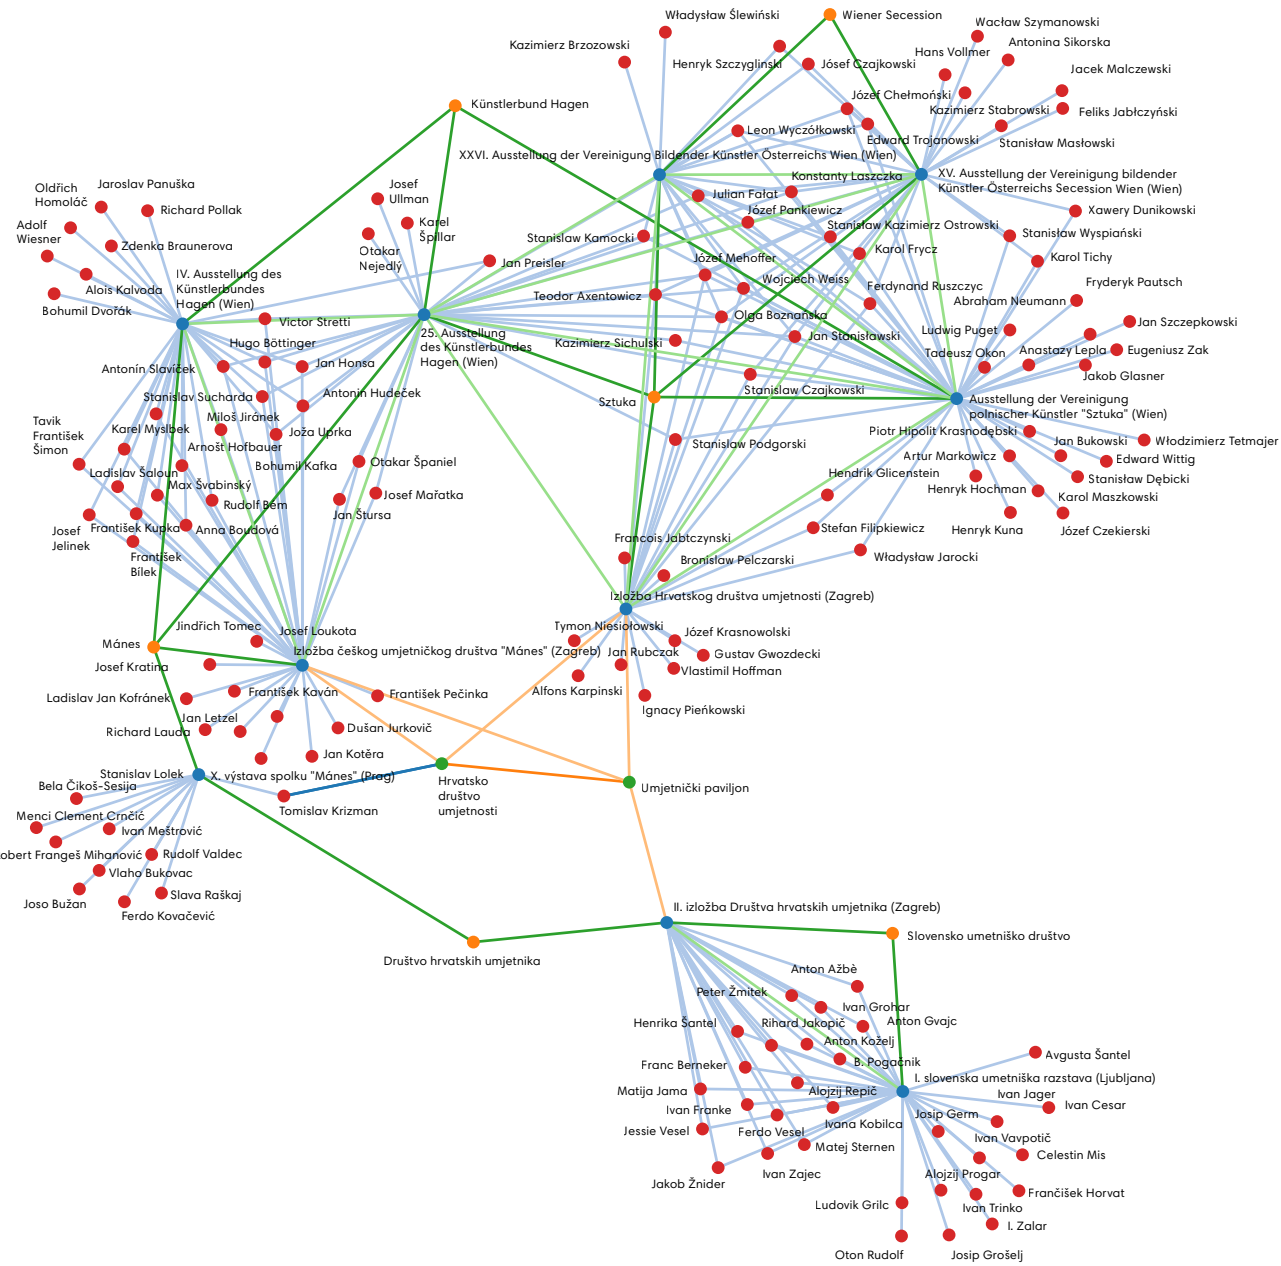 Władysław Ślewiński
Wiener Secession
Wacław Szymanowski
Kazimierz Brzozowski
Hans Vollmer
Antonina Sikorska
Henryk Szczyglinski
Jósef Czajkowski
Jacek Malczewski
Józef Chełmoński
Künstlerbund Hagen
Kazimierz Stabrowski
Feliks Jabłczyński
Leon Wyczółkowski
Edward Trojanowski
Stanisław Masłowski
XXVI. Ausstellung der Vereinigung Bildender Künstler Österreichs Wien (Wien)
Konstanty Laszczka
XV. Ausstellung der Vereinigung bildender
Künstler Österreichs Secession Wien (Wien)
Jaroslav Panuška
Oldřich
Homoláč
Josef
Ullman
Julian Fałat
Richard Pollak
Józef Pankiewicz
Xawery Dunikowski
Adolf
Wiesner
Karel
Špillar
Stanisław Kazimierz Ostrowski
Stanisław Wyspiański
Zdenka Braunerova
Stanislaw Kamocki
Karol Frycz
Otakar
Nejedlý
Jan Preisler
Józef Mehoffer
Karol Tichy
IV. Ausstellung des
Künstlerbundes
Hagen (Wien)
Alois Kalvoda
Wojciech Weiss
Ferdynand Ruszczyc
Fryderyk Pautsch
Bohumil Dvořák
Teodor Axentowicz
Abraham Neumann
Victor Stretti
Olga Boznańska
Jan Szczepkowski
25. Ausstellung
des Künstlerbundes
Hagen (Wien)
Ludwig Puget
Hugo Böttinger
Kazimierz Sichulski
Jan Stanisławski
Tadeusz Okon
Anastazy Lepla
Eugeniusz Zak
Antonín Slavíček
Jan Honsa
Jakob Glasner
Stanislav Sucharda
Antonin Hudeček
Stanislaw Czajkowski
Sztuka
Ausstellung der Vereinigung
polnischer Künstler "Sztuka" (Wien)
Tavik
František
Šimon
Miloš Jiránek
Karel Myslbek
Joža Uprka
Piotr Hipolit Krasnodębski
Arnošt Hofbauer
Stanislaw Podgorski
Jan Bukowski
Włodzimierz Tetmajer
Artur Markowicz
Edward Wittig
Ladislav Šaloun
Bohumil Kafka
Otakar Španiel
Hendrik Glicenstein
Stanisław Dębicki
Max Švabinský
Henryk Hochman
Rudolf Bém
Josef Mařatka
Karol Maszkowski
Jan Štursa
Josef
Jelinek
František Kupka
Anna Boudová
Stefan Filipkiewicz
Henryk Kuna
Józef Czekierski
Francois Jabtczynski
František
Bílek
Bronislaw Pelczarski
Władysław Jarocki
Izložba Hrvatskog društva umjetnosti (Zagreb)
Jindřich Tomec
Josef Loukota
Tymon Niesiołowski
Józef Krasnowolski
Mánes
Izložba češkog umjetničkog društva "Mánes" (Zagreb)
Jan Rubczak
Gustav Gwozdecki
Josef Kratina
Vlastimil Hoffman
Alfons Karpinski
Ladislav Jan Kofránek
František Kaván
František Pečinka
Ignacy Pieńkowski
Jan Letzel
Richard Lauda
Dušan Jurkovič
Jan Kotěra
Stanislav Lolek
X. výstava spolku "Mánes" (Prag)
Bela Čikoš-Sesija
Hrvatsko
društvo
umjetnosti
Umjetnički paviljon
Tomislav Krizman
Menci Clement Crnčić
Ivan Meštrović
obert Frangeš Mihanović
Rudolf Valdec
Vlaho Bukovac
Slava Raškaj
Joso Bužan
Ferdo Kovačević
II. izložba Društva hrvatskih umjetnika (Zagreb)
Slovensko umetniško društvo
Društvo hrvatskih umjetnika
Anton Ažbè
Peter Žmitek
Ivan Grohar
Henrika Šantel
Rihard Jakopič
Anton Gvajc
Anton Koželj
Avgusta Šantel
Franc Berneker
B. Pogačnik
I. slovenska umetniška razstava (Ljubljana)
Matija Jama
Alojzij Repič
Ivan Jager
Ivan Cesar
Ivan Franke
Josip Germ
Ivana Kobilca
Jessie Vesel
Ferdo Vesel
Ivan Vavpotič
Matej Sternen
Celestin Mis
Alojzij Progar
Jakob Žnider
Ivan Zajec
Frančišek Horvat
Ludovik Grilc
Ivan Trinko
I. Zalar
Oton Rudolf
Josip Grošelj